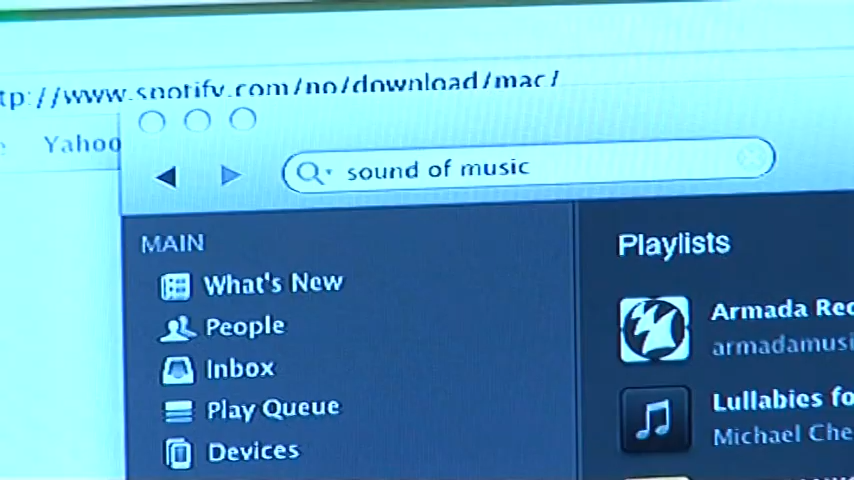 tp://www.spotify.com/no/download/mac/
Yahoo
sound of music
MAIN
What's New
People
Inbox
Play Queue
Devices
Playlists
Armada Rec
armadamusi
Lullabies fo
Michael Che